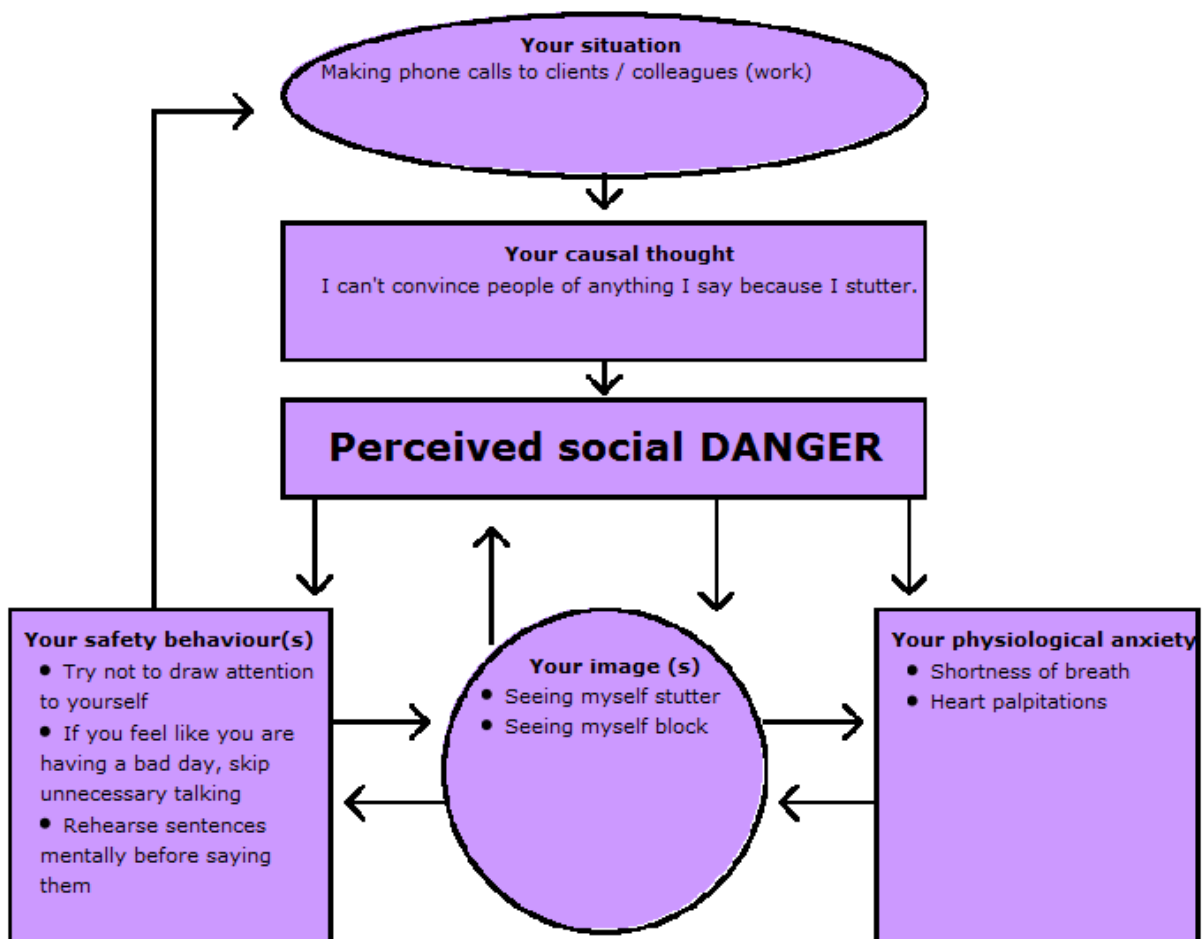 Your situation
Making phone calls to clients / colleagues (work)
Your causal thought
I can't convince people of anything I say because I stutter.
Perceived social DANGER
Your safety behaviour(s)
● Try not to draw attention
to yourself
● If you feel like you are
having a bad day, skip
unnecessary talking
● Rehearse sentences
mentally before saying
them
Your image (s)
● Seeing myself stutter
● Seeing myself block
Your physiological anxiety
● Shortness of breath
● Heart palpitations